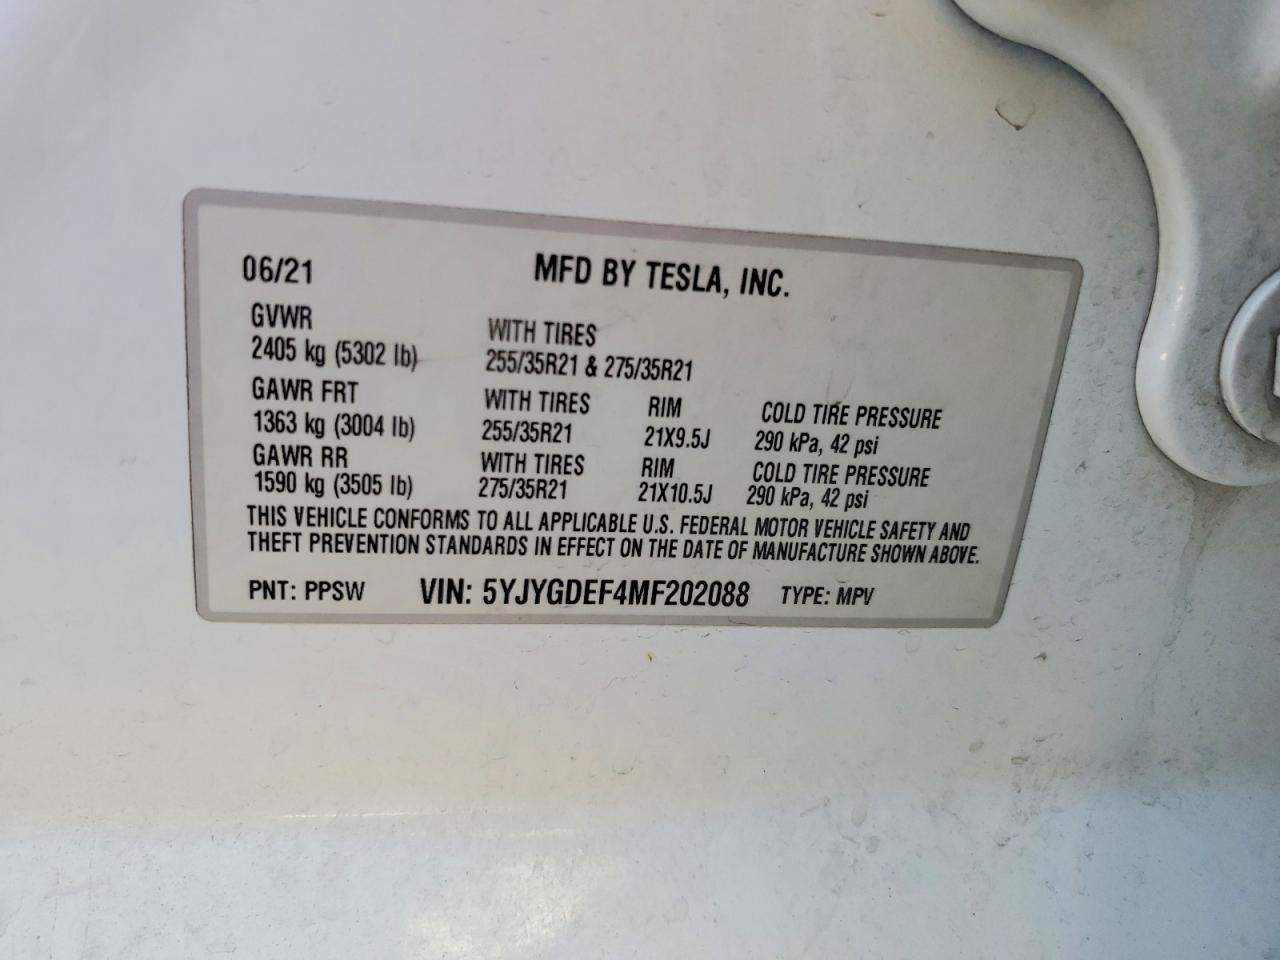 06/21 MFD BY TESLA, INC.
GVWR WITH TIRES
2405 kg (5302 lb) 255/35R21 & 275/35R21
GAWR FRT WITH TIRES RIM COLD TIRE PRESSURE
1363 kg (3004 lb) 255/35R21 21X9.5J 290 kPa, 42 psi
GAWR RR WITH TIRES RIM COLD TIRE PRESSURE
1590 kg (3505 lb) 275/35R21 21X10.5J 290 kPa, 42 psi
THIS VEHICLE CONFORMS TO ALL APPLICABLE U.S. FEDERAL MOTOR VEHICLE SAFETY AND
THEFT PREVENTION STANDARDS IN EFFECT ON THE DATE OF MANUFACTURE SHOWN ABOVE.
PNT: PPSW VIN: 5YJYGDEF4MF202088 TYPE: MPV